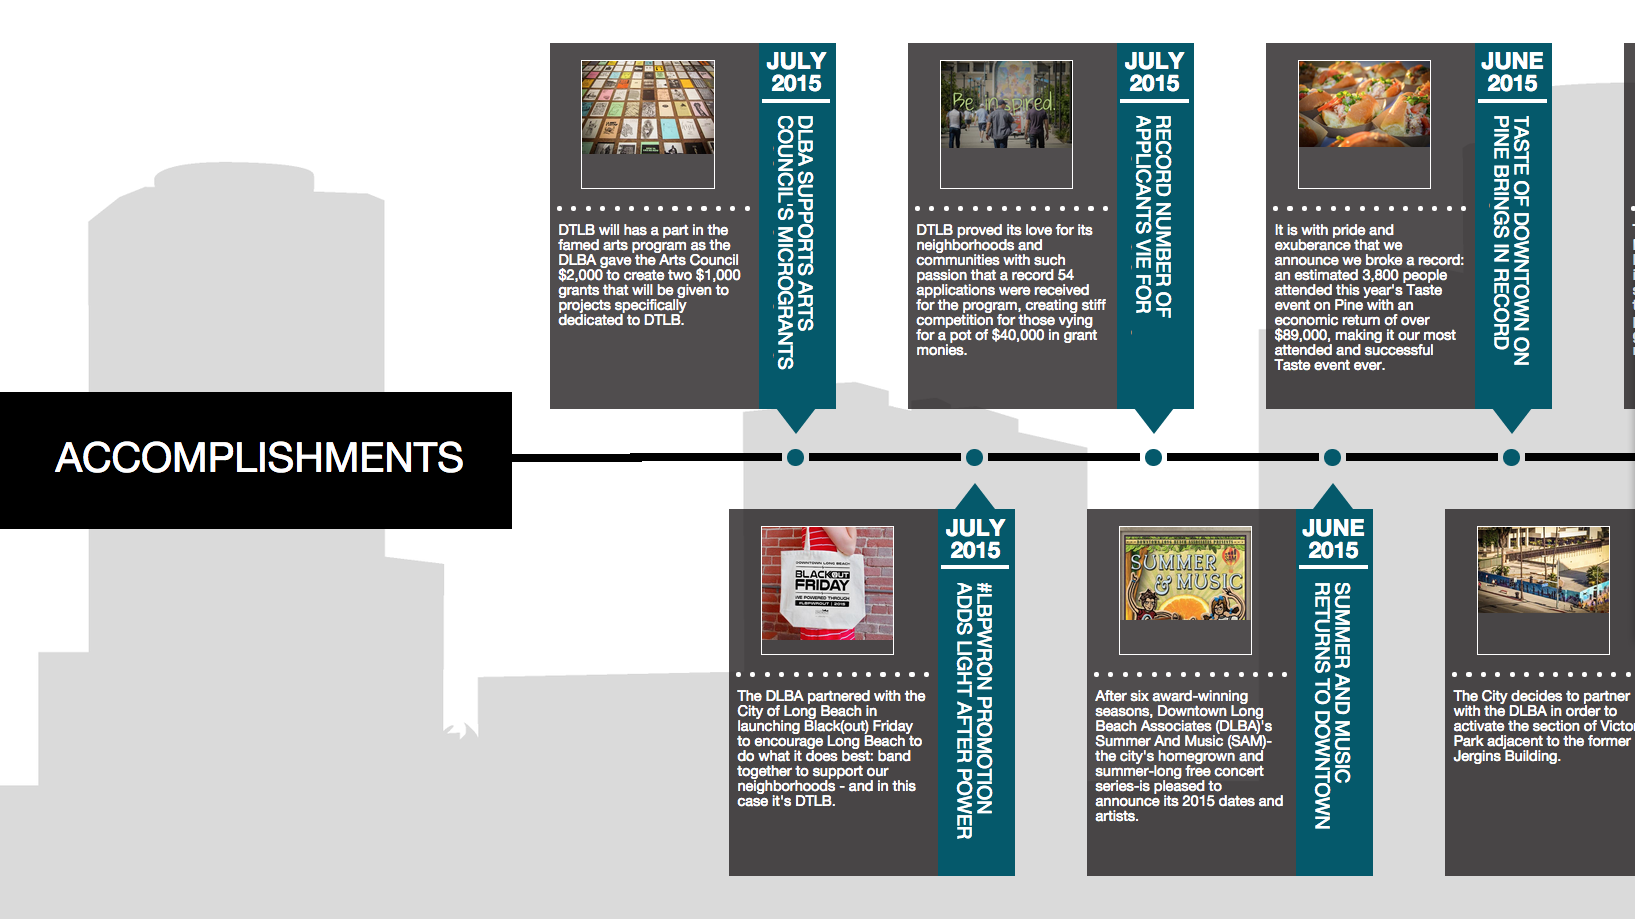 ACCOMPLISHMENTS
JULY
2015
DLBA SUPPORTS ARTS
COUNCIL'S MICROGRANTS
DTLB will has a part in the
famed arts program as the
DLBA gave the Arts Council
$2,000 to create two $1,000
grants that will be given to
projects specifically
dedicated to DTLB.
Be inspired.
JULY
2015
RECORD NUMBER OF
APPLICANTS VIE FOR
DTLB proved its love for its
neighborhoods and
communities with such
passion that a record 54
applications were received
for the program, creating stiff
competition for those vying
for a pot of $40,000 in grant
monies.
JUNE
2015
TASTE OF DOWNTOWN ON
PINE BRINGS IN RECORD
It is with pride and
exuberance that we
announce we broke a record:
an estimated 3,800 people
attended this year's Taste
event on Pine with an
economic return of over
$89,000, making it our most
attended and successful
Taste event ever.
DOWNTOWN LONG BEACH
BLACKOUT
FRIDAY
WE POWERED THROUGH
#LBPWROUT | 2015
JULY
2015
#LBPWRON PROMOTION
ADDS LIGHT AFTER POWER
The DLBA partnered with the
City of Long Beach in
launching Black(out) Friday
to encourage Long Beach to
do what it does best: band
together to support our
neighborhoods - and in this
case it's DTLB.
SUMMER
& MUSIC
JUNE
2015
SUMMER AND MUSIC
RETURNS TO DOWNTOWN
After six award-winning
seasons, Downtown Long
Beach Associates (DLBA)'s
Summer And Music (SAM)-
the city's homegrown and
summer-long free concert
series-is pleased to
announce its 2015 dates and
artists.
The City decides to partner
with the DLBA in order to
activate the section of Victor
Park adjacent to the former
Jergins Building.